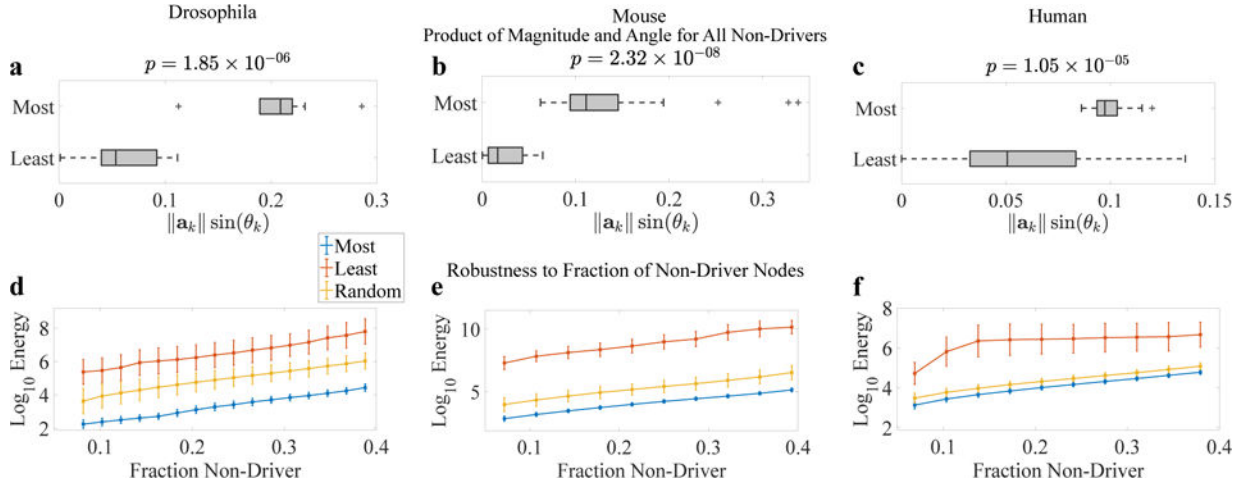 Drosophila
Mouse
Human
Product of Magnitude and Angle for All Non-Drivers
a
p = 1.85 × 10⁻⁰⁶
b
p = 2.32 × 10⁻⁰⁸
c
p = 1.05 × 10⁻⁰⁵
Most
Least
0 0.1 0.2 0.3
‖a_k‖ sin(θ_k)
Most
Least
0 0.1 0.2 0.3
‖a_k‖ sin(θ_k)
Most
Least
0 0.05 0.1 0.15
‖a_k‖ sin(θ_k)
Most
Least
Random
Robustness to Fraction of Non-Driver Nodes
d
Log₁₀ Energy
8
6
4
2
0.1 0.2 0.3 0.4
Fraction Non-Driver
e
Log₁₀ Energy
10
5
0.1 0.2 0.3 0.4
Fraction Non-Driver
f
Log₁₀ Energy
8
6
4
2
0.1 0.2 0.3 0.4
Fraction Non-Driver